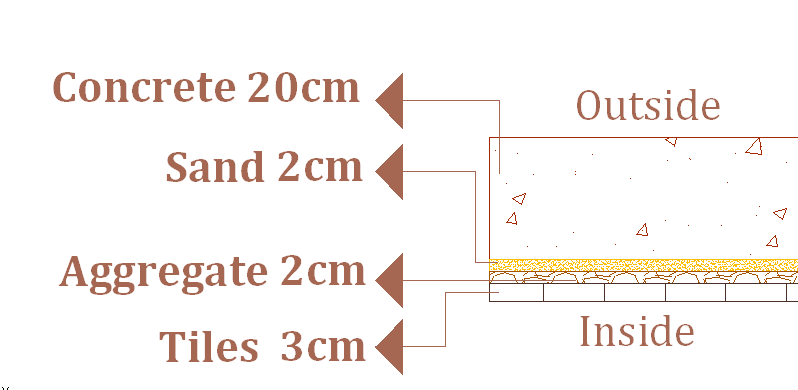 Concrete 20cm
Outside
Sand 2cm
Aggregate 2cm
Inside
Tiles 3cm